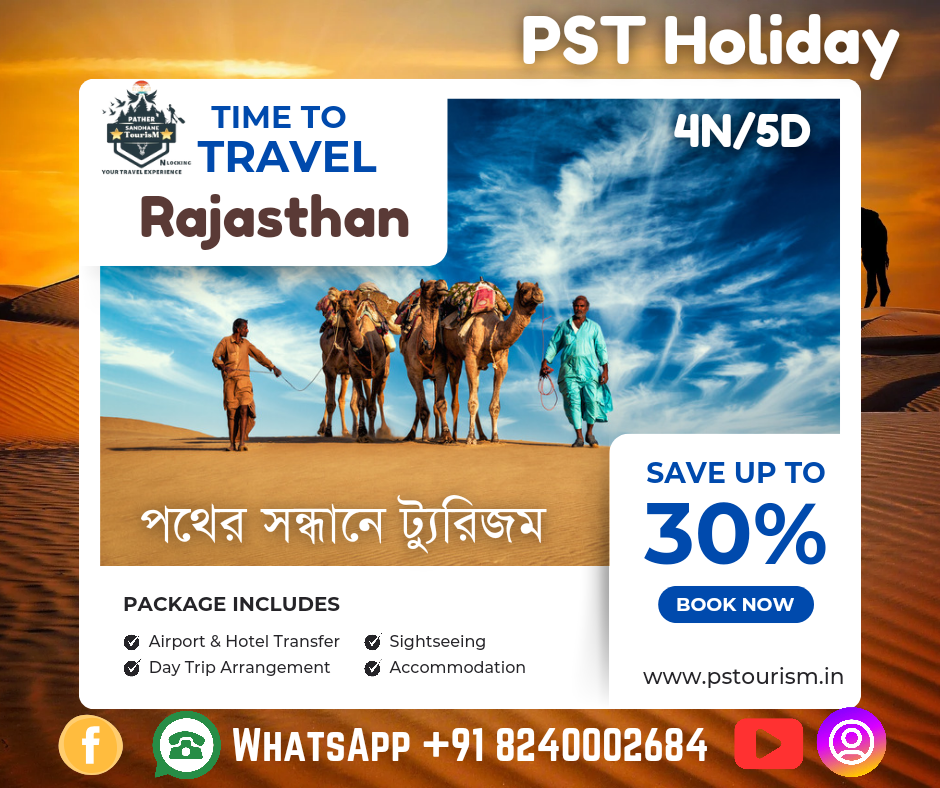 PST Holiday
PATHER
SANDHANE
TourisM
NLOCKING
YOUR TRAVEL EXPERIENCE
TIME TO
TRAVEL
Rajasthan
4N/5D
পথের সন্ধানে ট্যুরিজম
SAVE UP TO
30%
BOOK NOW
www.pstourism.in
PACKAGE INCLUDES
Airport & Hotel Transfer
Sightseeing
Day Trip Arrangement
Accommodation
WhatsApp +91 8240002684